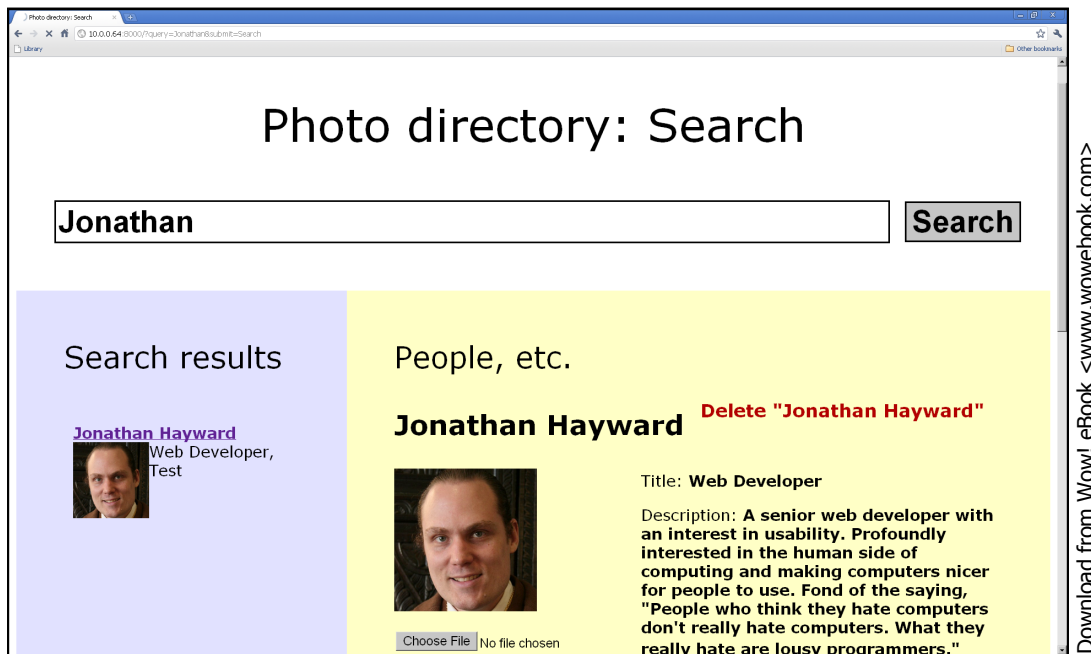 Photo directory: Search
10.0.0.64:8000/?query=Jonathan&submit=Search
Library
Other bookmarks
Photo directory: Search
Jonathan
Search
Search results
Jonathan Hayward
Web Developer,
Test
People, etc.
Jonathan Hayward
Delete "Jonathan Hayward"
Title: Web Developer
Description: A senior web developer with
an interest in usability. Profoundly
interested in the human side of
computing and making computers nicer
for people to use. Fond of the saying,
"People who think they hate computers
don't really hate computers. What they
really hate are lousy programmers."
Choose File No file chosen
Download from Wow! eBook <www.wowebook.com>